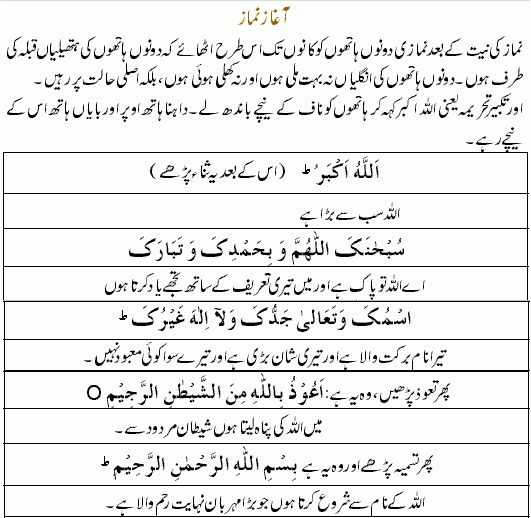 آغازِ نماز
نماز کی نیت کے بعد نمازی دونوں ہاتھوں کو کانوں تک اس طرح اٹھائے کہ دونوں ہاتھوں کی ہتھیلیاں قبلہ کی
طرف ہوں۔ دونوں ہاتھوں کی انگلیاں نہ بہت ملی ہوں اور نہ کھلی ہوئی ہوں، بلکہ اصلی حالت پر رہیں۔
اور تکبیرِ تحریمہ یعنی اللہ اکبر کہہ کر ہاتھوں کو ناف کے نیچے باندھ لے۔ داہنا ہاتھ اوپر اور بایاں ہاتھ اس کے
نیچے رہے۔
اَللّٰہُ اَکْبَرُ ؕ (اس کے بعد یہ ثناء پڑھے)
اللہ سب سے بڑا ہے
سُبْحٰنَکَ اللّٰھُمَّ وَ بِحَمْدِکَ وَ تَبَارَکَ
اے اللہ تو پاک ہے اور میں تیری تعریف کے ساتھ تجھے یاد کرتا ہوں
اسْمُکَ وَتَعَالیٰ جَدُّکَ وَلَآ اِلٰہَ غَیْرُکَ ؕ
تیرا نام برکت والا ہے اور تیری شان بڑی ہے اور تیرے سوا کوئی معبود نہیں۔
پھر تعوذ پڑھیں، وہ یہ ہے: اَعُوْذُ بِاللّٰہِ مِنَ الشَّیْطٰنِ الرَّجِیْمِ O
میں اللہ کی پناہ لیتا ہوں شیطان مردود سے۔
پھر تسمیہ پڑھے اور وہ یہ ہے بِسْمِ اللّٰہِ الرَّحْمٰنِ الرَّحِیْمِ ؕ
اللہ کے نام سے شروع کرتا ہوں جو بڑا مہربان نہایت رحم والا ہے۔